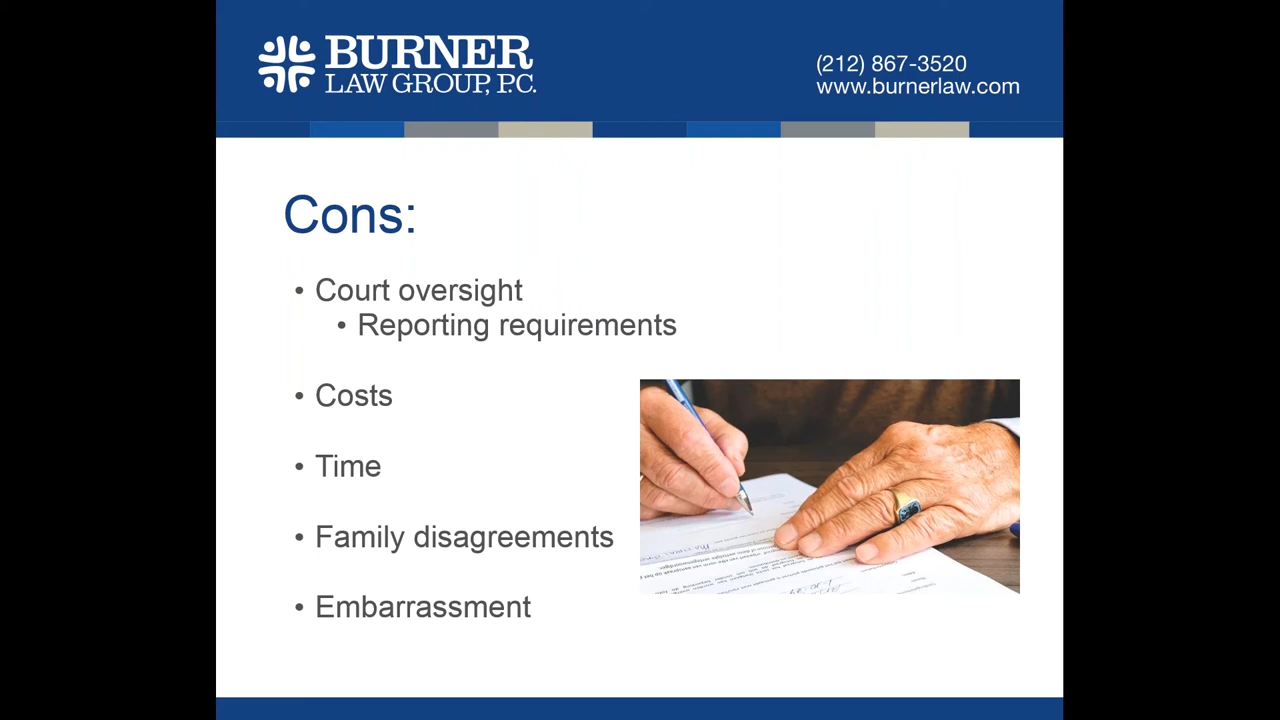 BURNER
LAW GROUP, P.C.
(212) 867-3520
www.burnerlaw.com
Cons:
• Court oversight
• Reporting requirements
• Costs
• Time
• Family disagreements
• Embarrassment